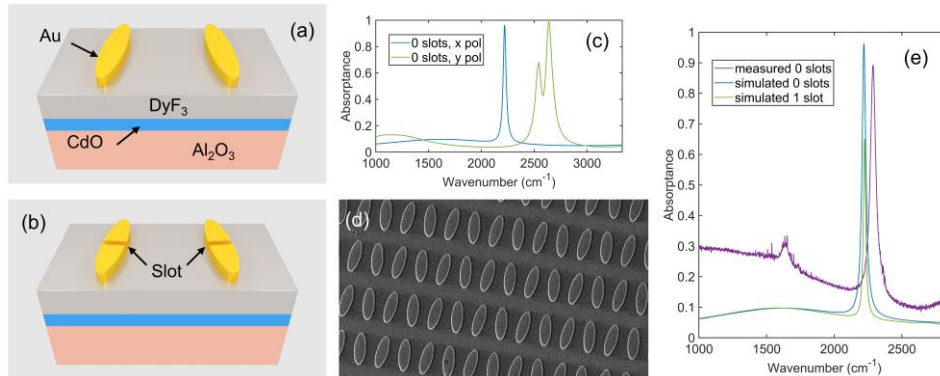 (a)
Au
DyF₃
CdO
Al₂O₃
(b)
Slot
(c)
0 slots, x pol
0 slots, y pol
Absorptance
1
0.8
0.6
0.4
0.2
0
1000 1500 2000 2500 3000
Wavenumber (cm⁻¹)
(d)
(e)
measured 0 slots
simulated 0 slots
simulated 1 slot
Absorptance
1
0.9
0.8
0.7
0.6
0.5
0.4
0.3
0.2
0.1
0
1000 1500 2000 2500
Wavenumber (cm⁻¹)